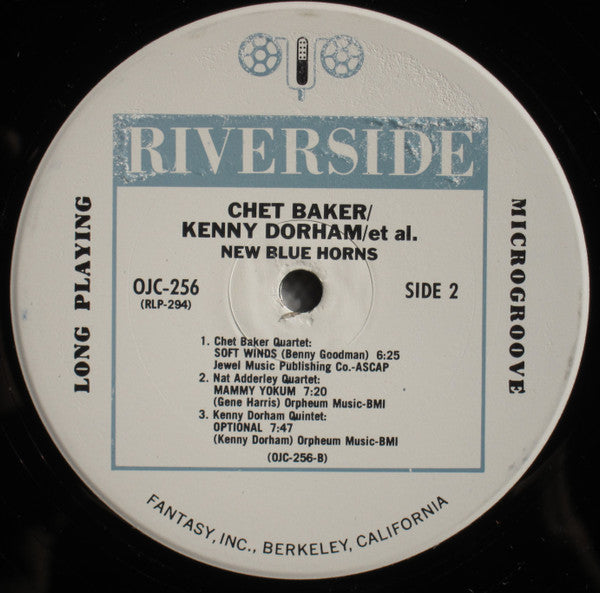 RIVERSIDE
CHET BAKER/
KENNY DORHAM/et al.
NEW BLUE HORNS
LONG PLAYING
MICROGROOVE
OJC-256
(RLP-294)
SIDE 2
1. Chet Baker Quartet:
SOFT WINDS (Benny Goodman) 6:25
Jewel Music Publishing Co.-ASCAP
2. Nat Adderley Quartet:
MAMMY YOKUM 7:20
(Gene Harris) Orpheum Music-BMI
3. Kenny Dorham Quintet:
OPTIONAL 7:47
(Kenny Dorham) Orpheum Music-BMI
(OJC-256-B)
FANTASY, INC., BERKELEY, CALIFORNIA